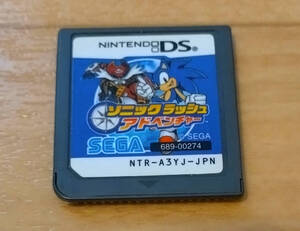 NINTENDO DS
ソニック ラッシュ
アドベンチャー
SEGA
SEGA
689-00274
NTR-A3YJ-JPN